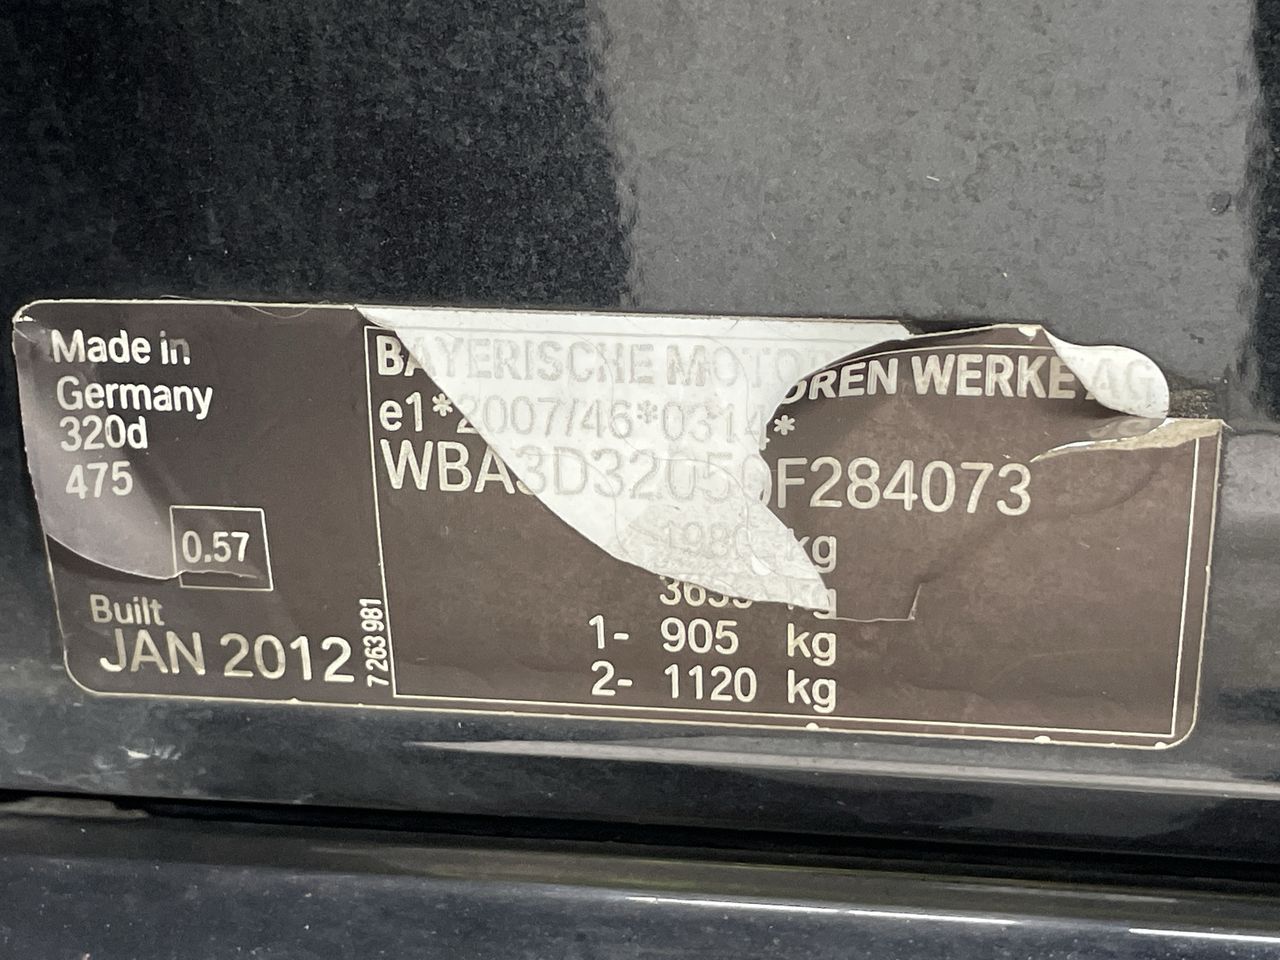 Made in
Germany
320d
475
0.57
Built
JAN 2012
7 263 981
BAYERISCHE MOTOREN WERKE AG
e1*2007/46*0314*
WBA3D32050F284073
kg
kg
1- 905 kg
2- 1120 kg